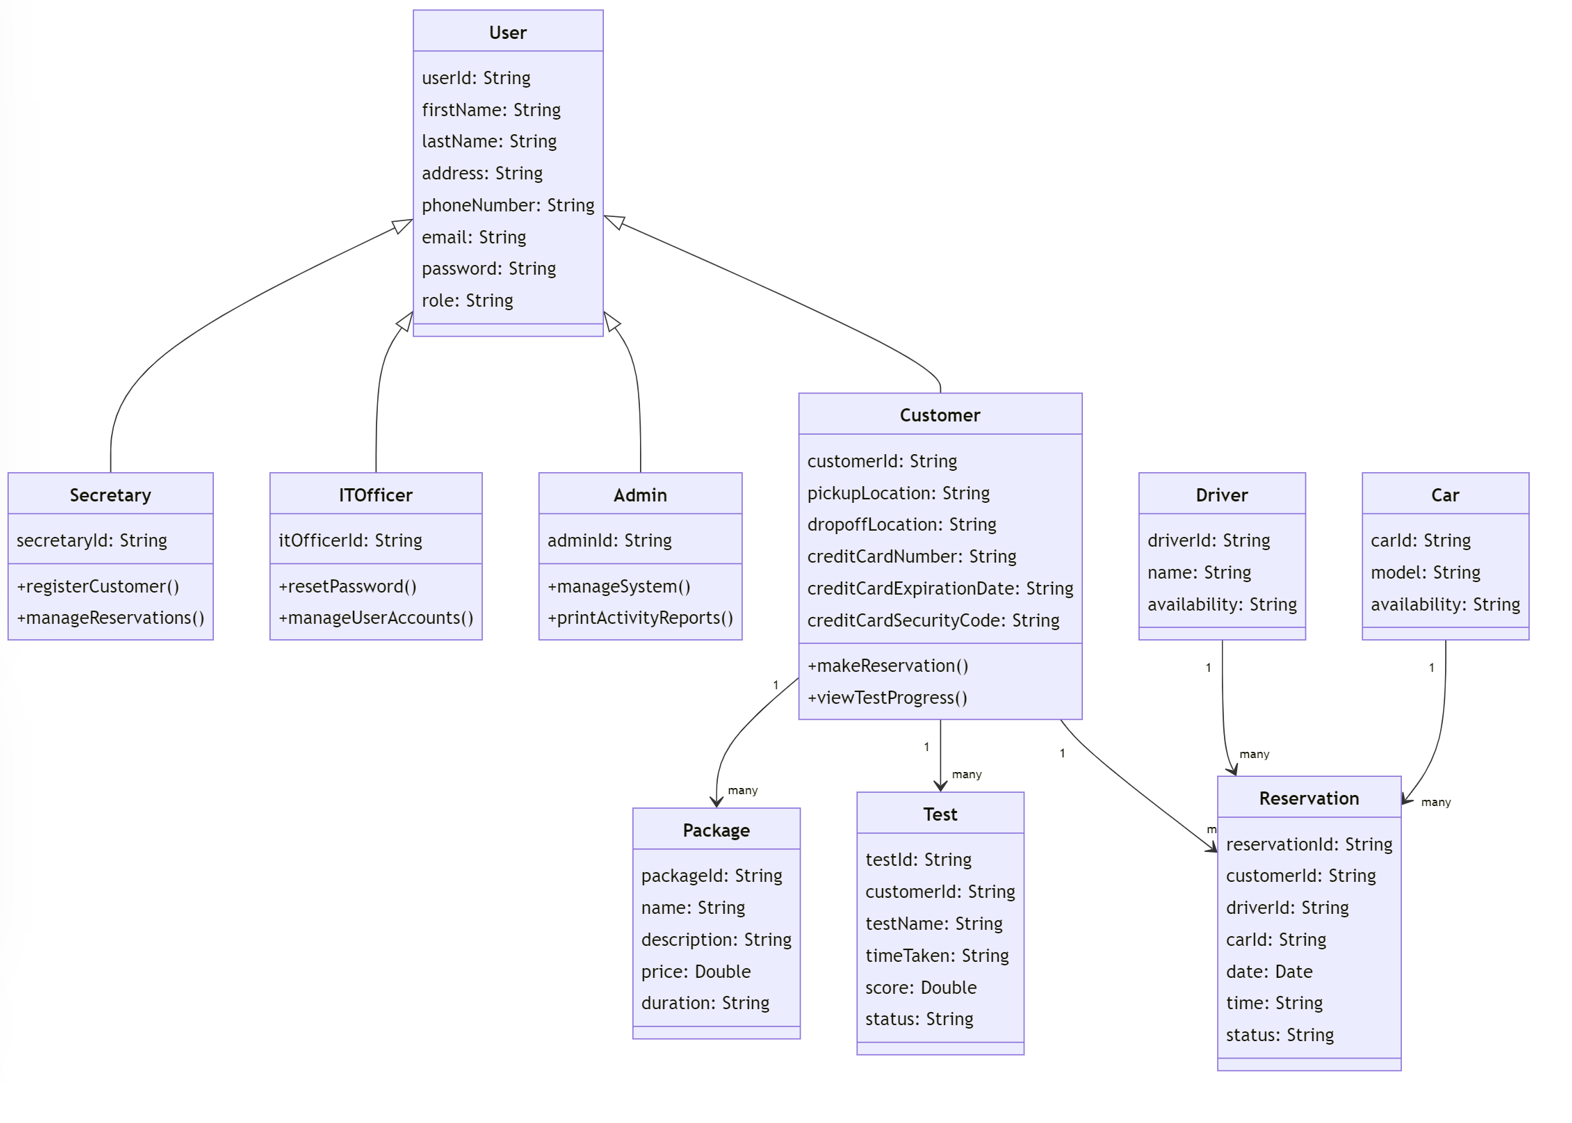 User
userId: String
firstName: String
lastName: String
address: String
phoneNumber: String
email: String
password: String
role: String
Secretary
secretaryId: String
+registerCustomer()
+manageReservations()
ITOfficer
itOfficerId: String
+resetPassword()
+manageUserAccounts()
Admin
adminId: String
+manageSystem()
+printActivityReports()
Customer
customerId: String
pickupLocation: String
dropoffLocation: String
creditCardNumber: String
creditCardExpirationDate: String
creditCardSecurityCode: String
+makeReservation()
+viewTestProgress()
Driver
driverId: String
name: String
availability: String
Car
carId: String
model: String
availability: String
1
many
1
many
1
m
1
many
1
many
Package
packageId: String
name: String
description: String
price: Double
duration: String
Test
testId: String
customerId: String
testName: String
timeTaken: String
score: Double
status: String
Reservation
reservationId: String
customerId: String
driverId: String
carId: String
date: Date
time: String
status: String